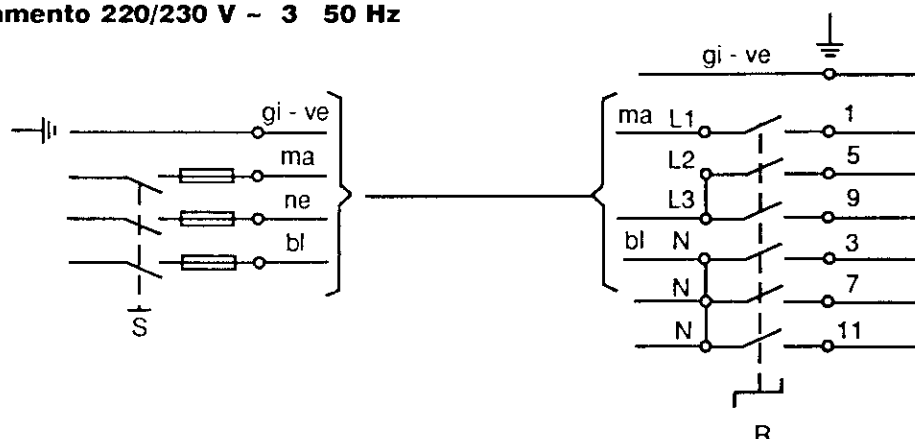 amento 220/230 V ~ 3 50 Hz
gi - ve
gi - ve
ma
ne
bl
S
ma L1
L2
L3
bl N
N
N
1
5
9
3
7
11
R